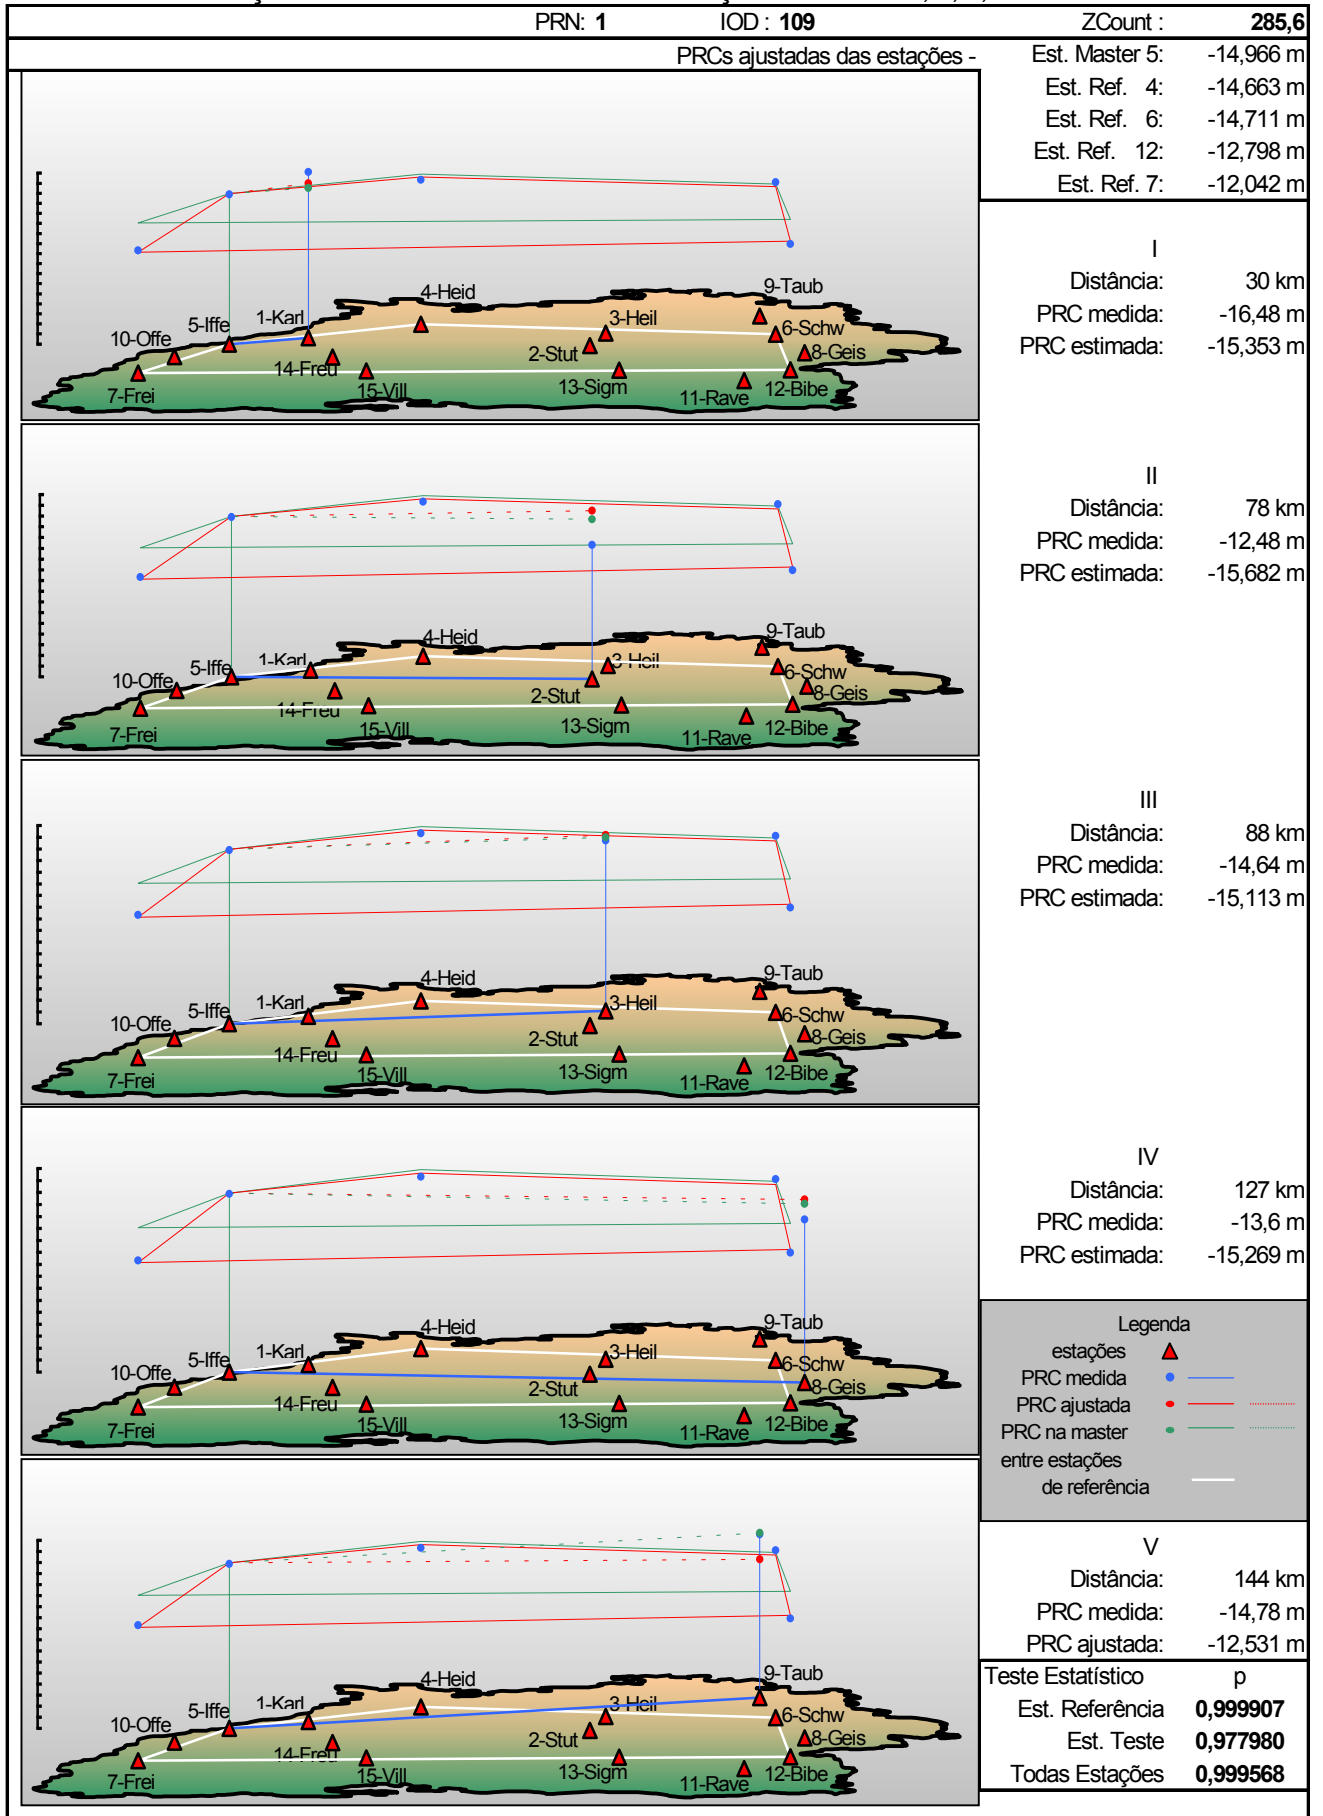 PRN: 1 IOD : 109 ZCount : 285,6
PRCs ajustadas das estações - Est. Master 5: -14,966 m
Est. Ref. 4: -14,663 m
Est. Ref. 6: -14,711 m
Est. Ref. 12: -12,798 m
Est. Ref. 7: -12,042 m
I
Distância: 30 km
PRC medida: -16,48 m
PRC estimada: -15,353 m
4-Heid
9-Taub
5-Iffe
1-Karl
3-Heil
6-Schw
10-Offe
2-Stut
8-Geis
14-Freu
7-Frei
15-Vill
13-Sigm
11-Rave
12-Bibe
II
Distância: 78 km
PRC medida: -12,48 m
PRC estimada: -15,682 m
4-Heid
9-Taub
5-Iffe
1-Karl
3-Heil
6-Schw
10-Offe
2-Stut
8-Geis
14-Freu
7-Frei
15-Vill
13-Sigm
11-Rave
12-Bibe
III
Distância: 88 km
PRC medida: -14,64 m
PRC estimada: -15,113 m
4-Heid
9-Taub
5-Iffe
1-Karl
3-Heil
6-Schw
10-Offe
2-Stut
8-Geis
14-Freu
7-Frei
15-Vill
13-Sigm
11-Rave
12-Bibe
IV
Distância: 127 km
PRC medida: -13,6 m
PRC estimada: -15,269 m
4-Heid
9-Taub
5-Iffe
1-Karl
3-Heil
6-Schw
10-Offe
2-Stut
8-Geis
14-Freu
7-Frei
15-Vill
13-Sigm
11-Rave
12-Bibe
Legenda
estações
PRC medida
PRC ajustada
PRC na master
entre estações
de referência
V
Distância: 144 km
PRC medida: -14,78 m
PRC ajustada: -12,531 m
4-Heid
9-Taub
5-Iffe
1-Karl
3-Heil
6-Schw
10-Offe
2-Stut
8-Geis
14-Freu
7-Frei
15-Vill
13-Sigm
11-Rave
12-Bibe
Teste Estatístico p
Est. Referência 0,999907
Est. Teste 0,977980
Todas Estações 0,999568